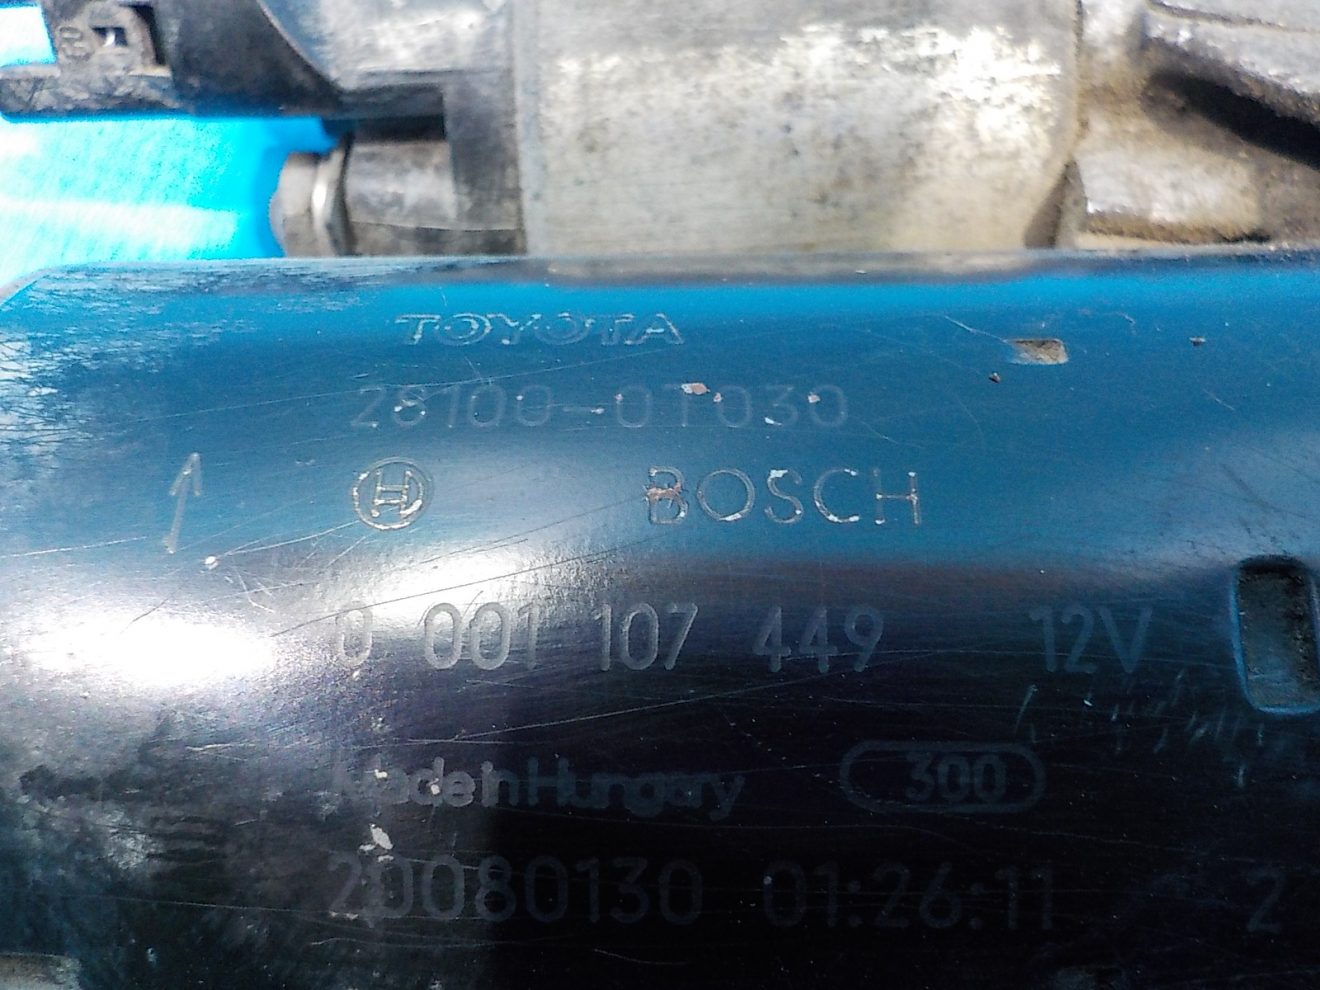 TOYOTA
28100-0T030
BOSCH
0 001 107 449 12V
Made in Hungary 300
20080130 01:26:11 2